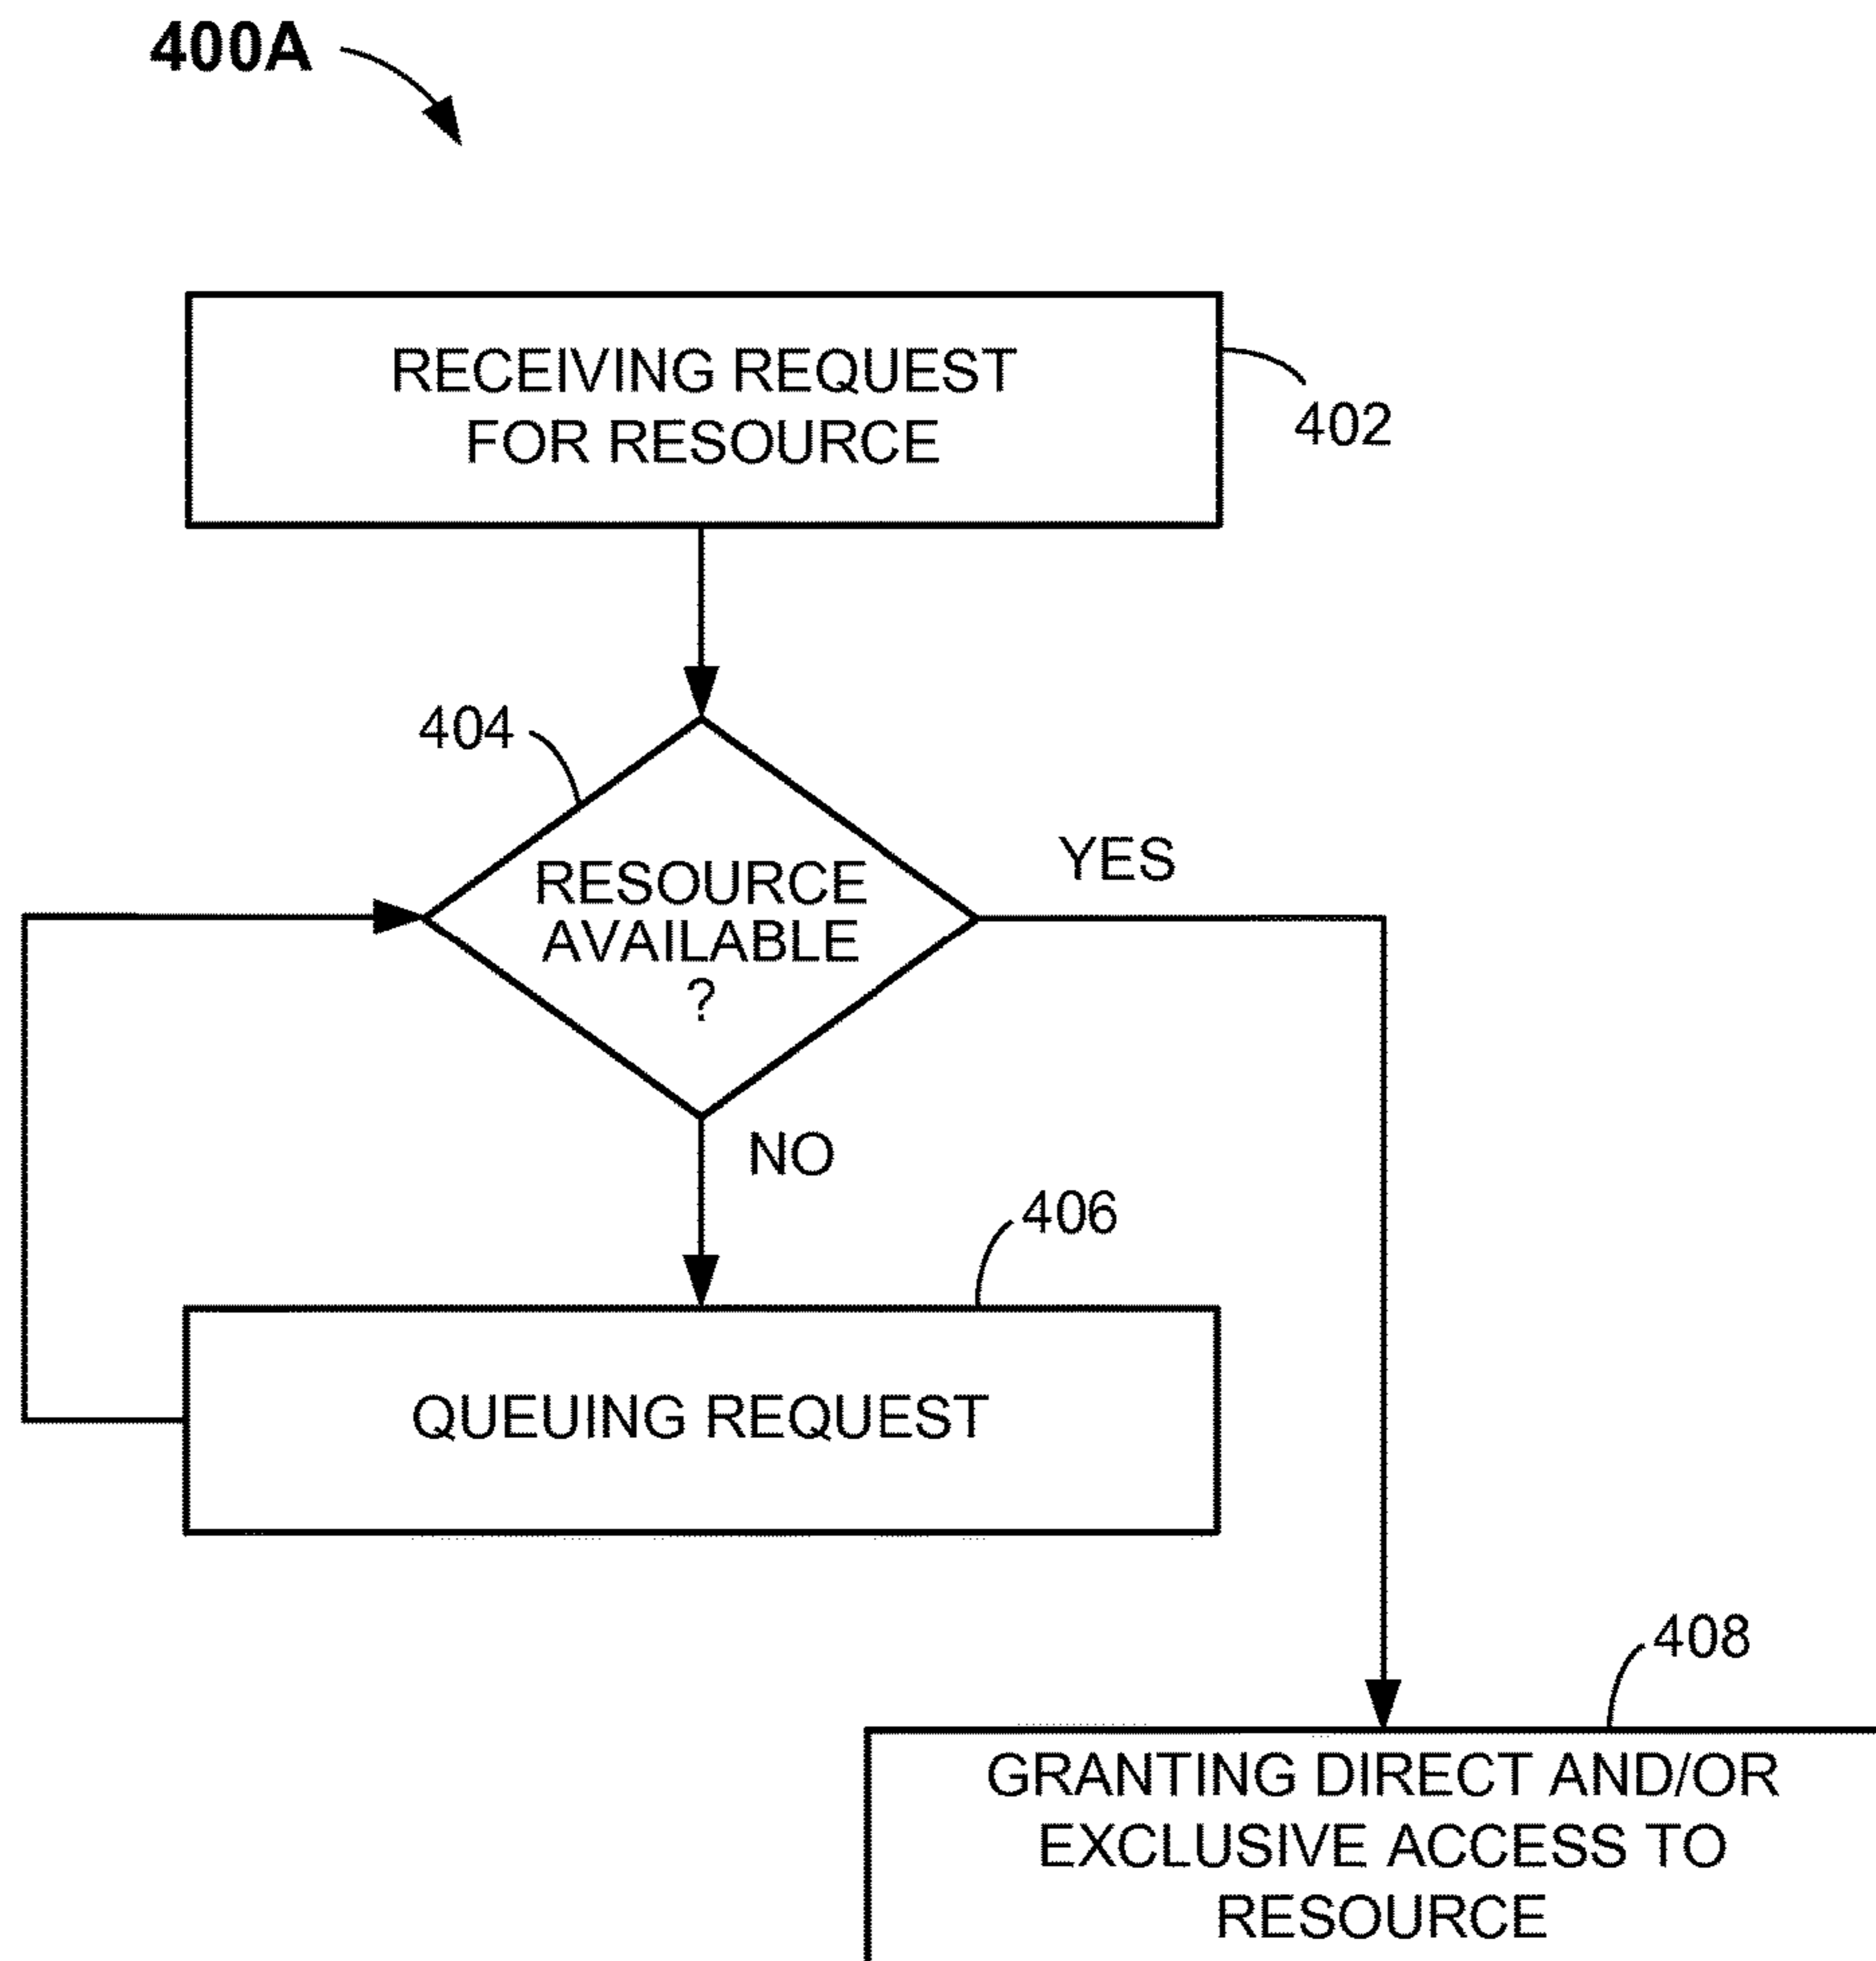 400A
RECEIVING REQUEST
FOR RESOURCE
402
404
RESOURCE
AVAILABLE
?
YES
NO
406
QUEUING REQUEST
408
GRANTING DIRECT AND/OR
EXCLUSIVE ACCESS TO
RESOURCE